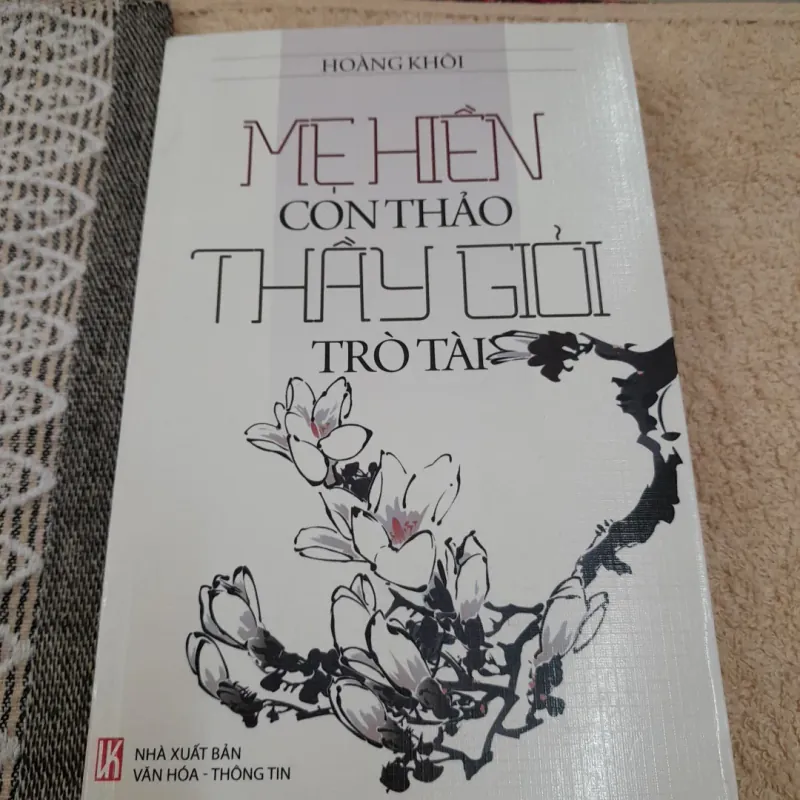 HOÀNG KHÔI
MẸ HIỀN
CON THẢO
THẦY GIỎI
TRÒ TÀI
NHÀ XUẤT BẢN
VĂN HÓA - THÔNG TIN